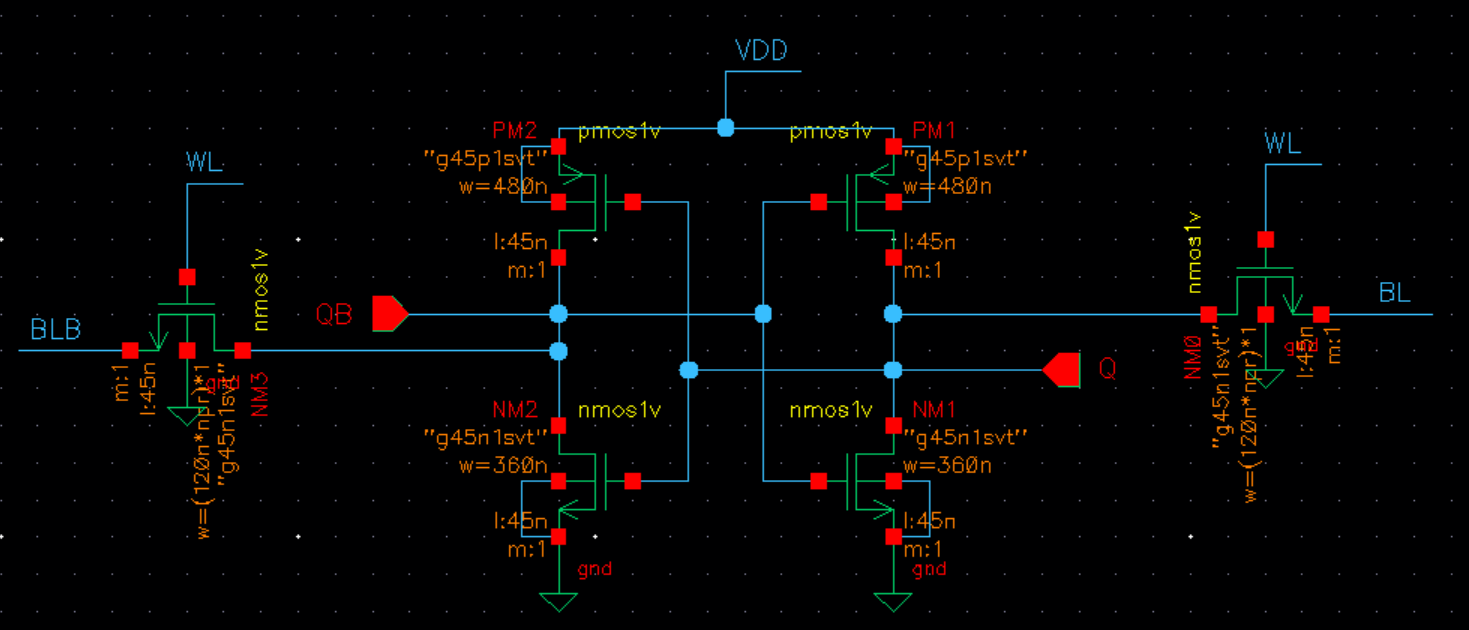 VDD
PM2
pmos1v
pmos1v
PM1
"g45p1svt"
w=480n
l:45n
m:1
"g45p1svt"
w=480n
l:45n
m:1
WL
nmos1v
BLB
m:1
l:45n
w=(120n*npr)*1
"g45n1svt"
gnd
NM3
QB
WL
nmos1v
BL
NM0
"g45n1svt"
w=(120n*npr)*1
gnd
l:45n
m:1
Q
NM2
nmos1v
nmos1v
NM1
"g45n1svt"
w=360n
l:45n
m:1
gnd
"g45n1svt"
w=360n
l:45n
m:1
gnd